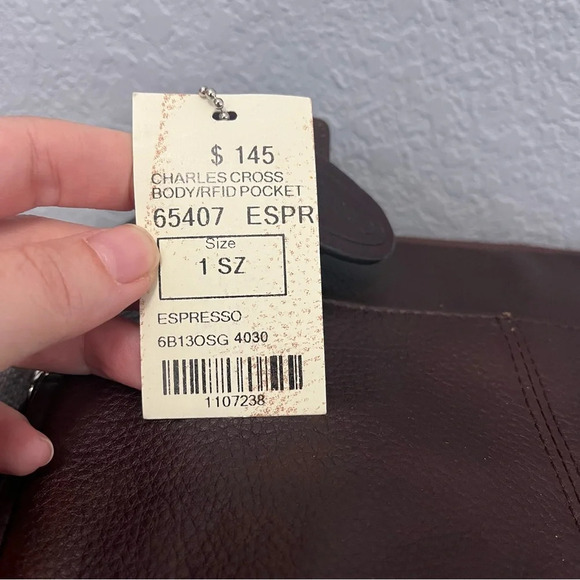 $ 145
CHARLES CROSS
BODY/RFID POCKET
65407 ESPR
Size
1 SZ
ESPRESSO
6B13OSG 4030
1107238